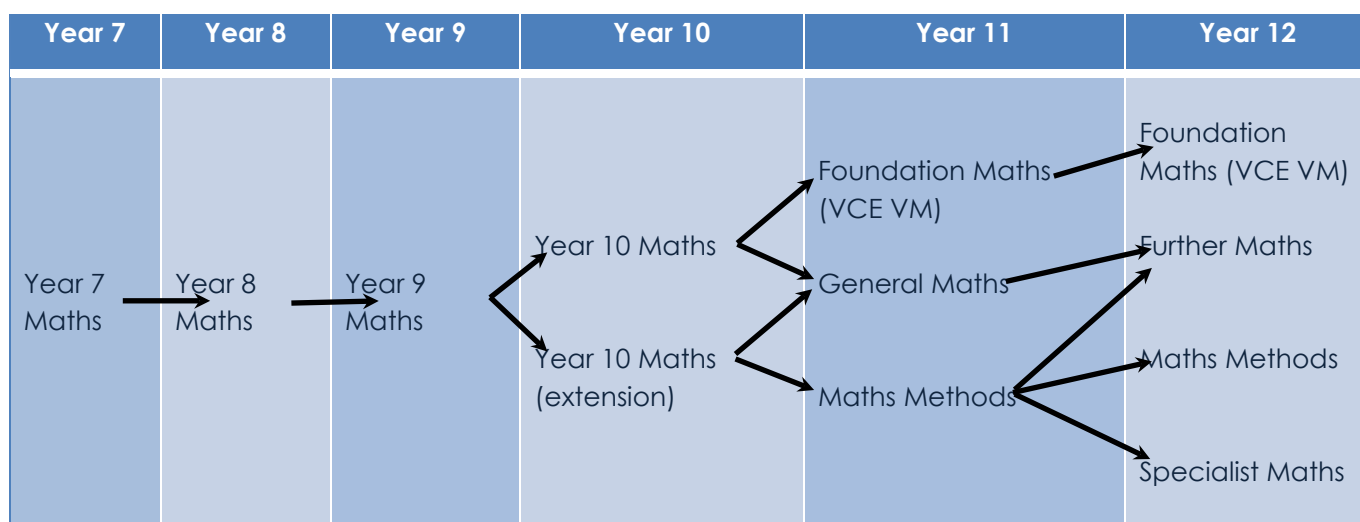 Year 7
Year 8
Year 9
Year 10
Year 11
Year 12
Year 7
Maths
Year 8
Maths
Year 9
Maths
Year 10 Maths
Year 10 Maths
(extension)
Foundation Maths
(VCE VM)
General Maths
Maths Methods
Foundation
Maths (VCE VM)
Further Maths
Maths Methods
Specialist Maths